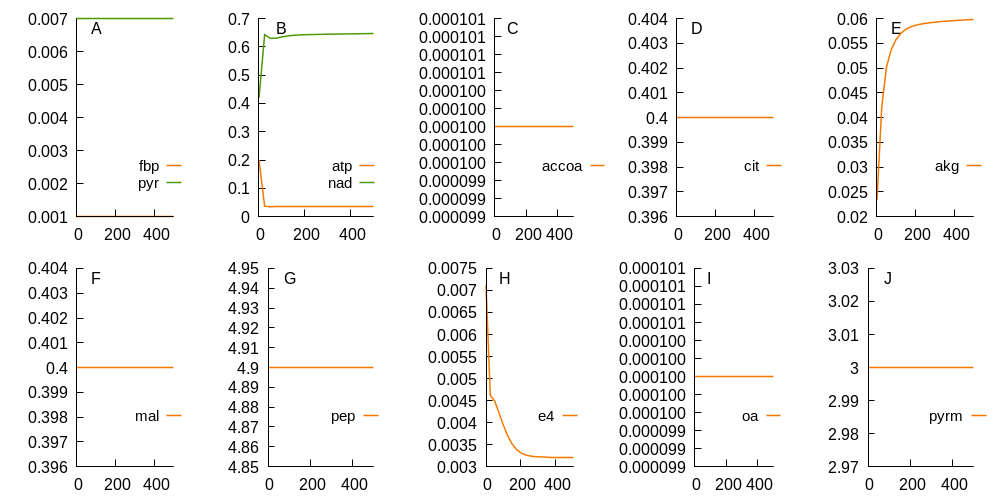 A
0.007
0.006
0.005
0.004
0.003
0.002
0.001
fbp
pyr
0 200 400
B
0.7
0.6
0.5
0.4
0.3
0.2
0.1
0
atp
nad
0 200 400
C
0.000101
0.000101
0.000101
0.000101
0.000100
0.000100
0.000100
0.000100
0.000100
0.000099
0.000099
0.000099
accoa
0 200 400
D
0.404
0.403
0.402
0.401
0.4
0.399
0.398
0.397
0.396
cit
0 200 400
E
0.06
0.055
0.05
0.045
0.04
0.035
0.03
0.025
0.02
akg
0 200 400
F
0.404
0.403
0.402
0.401
0.4
0.399
0.398
0.397
0.396
mal
0 200 400
G
4.95
4.94
4.93
4.92
4.91
4.9
4.89
4.88
4.87
4.86
4.85
pep
0 200 400
H
0.0075
0.007
0.0065
0.006
0.0055
0.005
0.0045
0.004
0.0035
0.003
e4
0 200 400
I
0.000101
0.000101
0.000101
0.000101
0.000100
0.000100
0.000100
0.000100
0.000100
0.000099
0.000099
0.000099
oa
0 200 400
J
3.03
3.02
3.01
3
2.99
2.98
2.97
pyrm
0 200 400